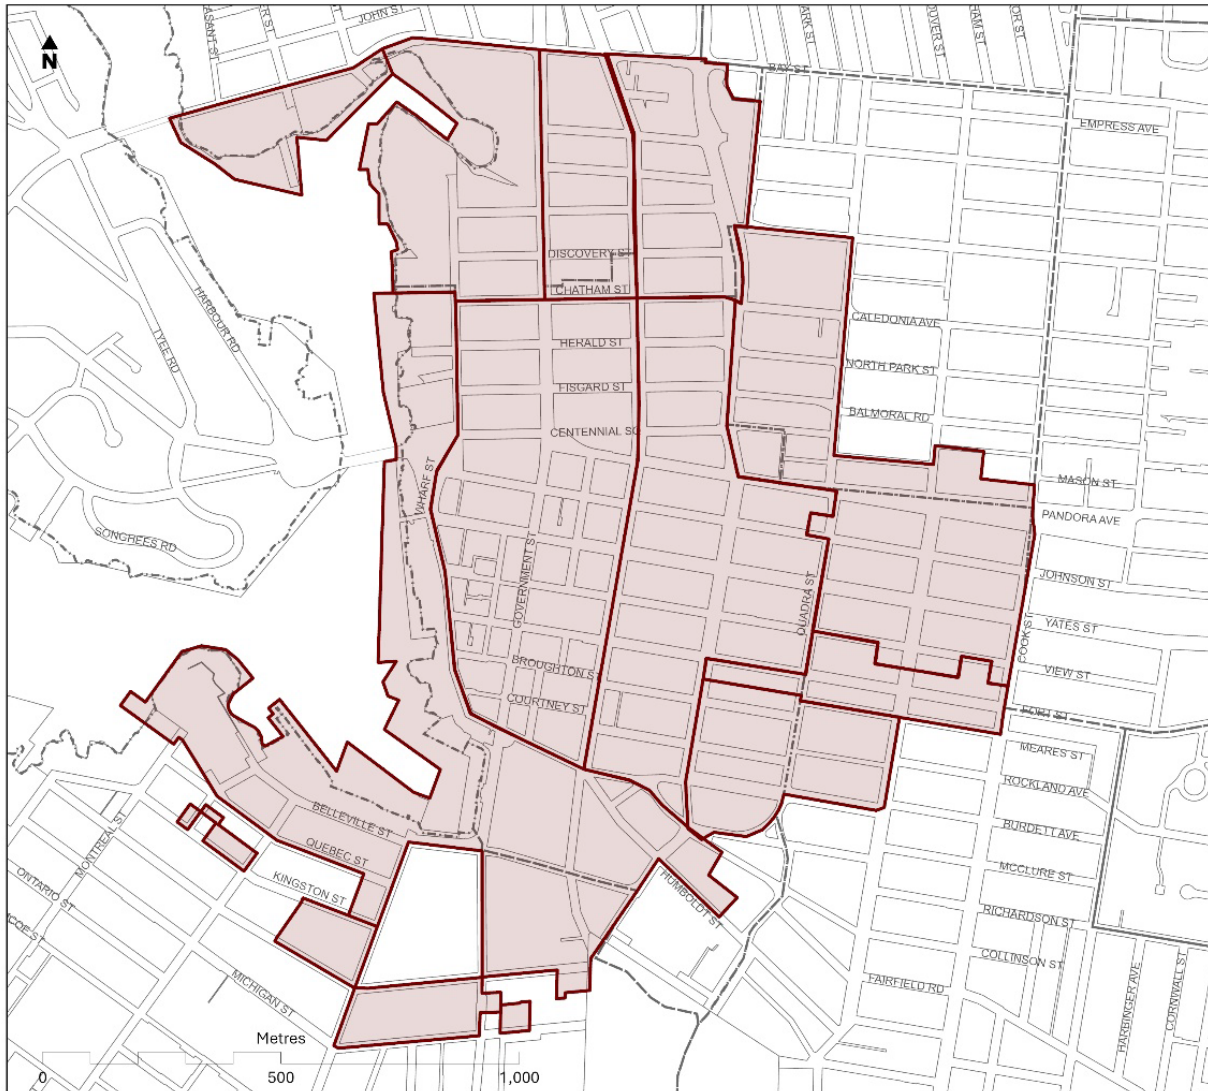 JOHN ST
BAY ST
N
EMPRESS AVE
DISCOVERY ST
CHATHAM ST
HARBOUR RD
TYEE RD
CALEDONIA AVE
HERALD ST
NORTH PARK ST
FISGARD ST
BALMORAL RD
CENTENNIAL SQ
WHARF ST
MASON ST
PANDORA AVE
SONGHEES RD
GOVERNMENT ST
JOHNSON ST
QUADRA ST
YATES ST
COOK ST
BROUGHTON ST
VIEW ST
COURTNEY ST
FORT ST
MEARES ST
ROCKLAND AVE
BELLEVILLE ST
BURDETT AVE
MONTREAL ST
QUEBEC ST
MCCLURE ST
KINGSTON ST
HUMBOLDT ST
ONTARIO ST
RICHARDSON ST
COLLINSON ST
MICHIGAN ST
FAIRFIELD RD
HARBINGER AVE
CORNWALL ST
Metres
0 500 1,000